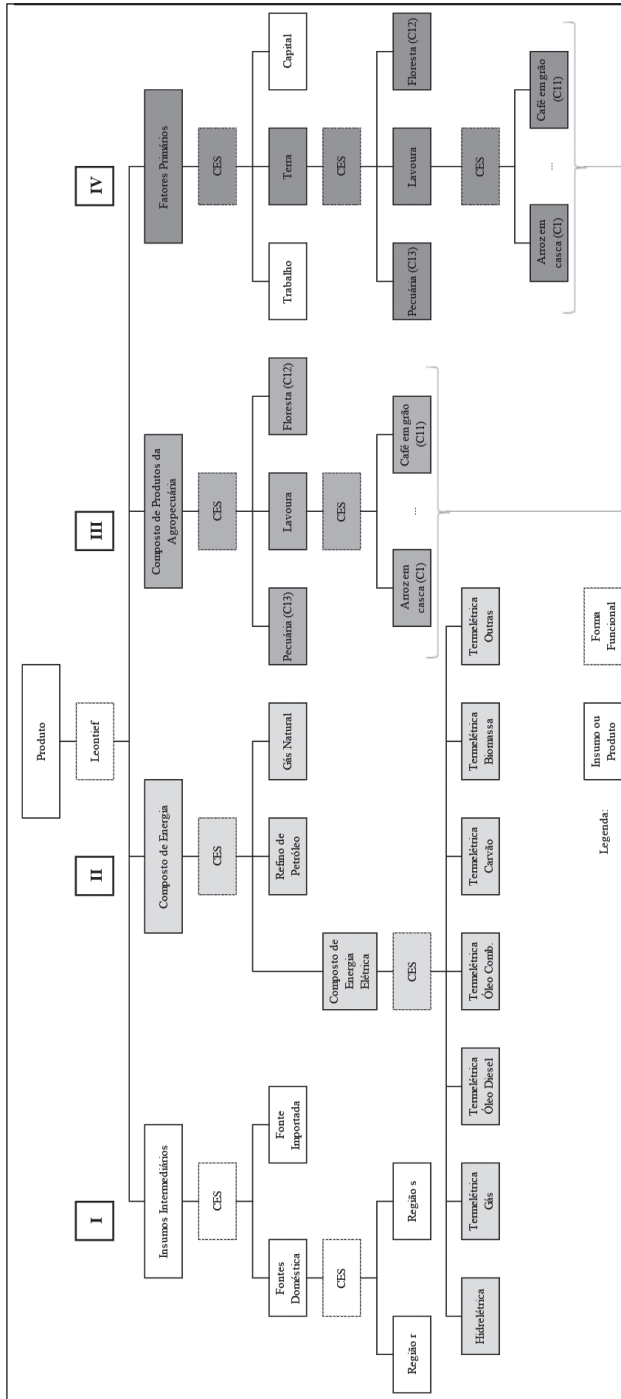 Produto
Leontief
I
II
III
IV
Insumos Intermediários
Composto de Energia
Composto de Produtos da
Agropecuária
Fatores Primários
CES
CES
CES
CES
Fontes
Doméstica
Fonte
Importada
Refino de
Petróleo
Gás Natural
Pecuária (C13)
Lavoura
Floresta (C12)
Trabalho
Terra
Capital
CES
Composto de
Energia
Elétrica
CES
CES
Região r
Região s
CES
Arroz em
casca (C1)
...
Café em grão
(C11)
Pecuária (C13)
Lavoura
Floresta (C12)
Hidrelétrica
Termelétrica
Gás
Termelétrica
Óleo Diesel
Termelétrica
Óleo Comb.
Termelétrica
Carvão
Termelétrica
Biomassa
Termelétrica
Outras
CES
Arroz em
casca (C1)
...
Café em grão
(C11)
Legenda:
Insumo ou
Produto
Forma
Funcional